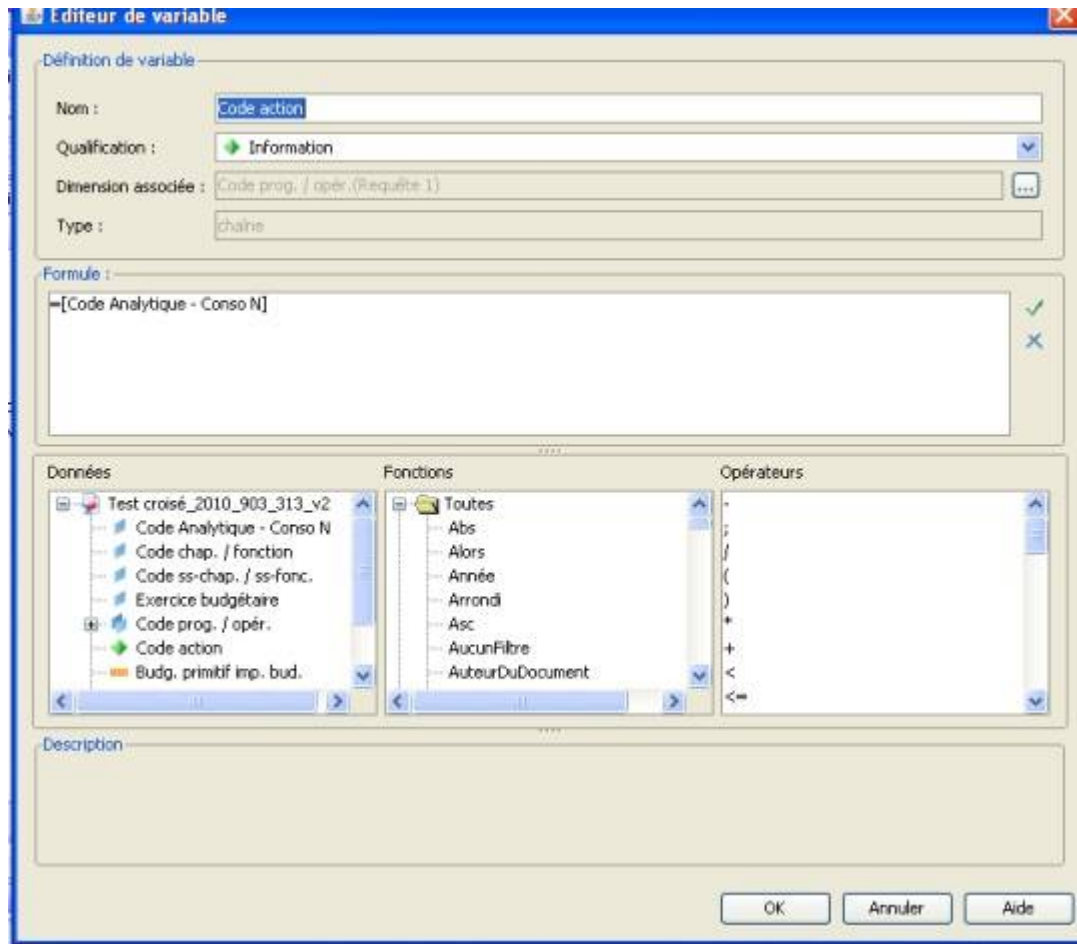 Editeur de variable
Définition de variable
Nom :
Code action
Qualification :
Information
Dimension associée :
Code prog. / opér.(Requête 1)
...
Type :
chaîne
Formule :
=[Code Analytique - Conso N]
Données
Fonctions
Opérateurs
Test croisé_2010_903_313_v2
Code Analytique - Conso N
Code chap. / fonction
Code ss-chap. / ss-fonc.
Exercice budgétaire
Code prog. / opér.
Code action
Budg. primitif imp. bud.
Toutes
Abs
Alors
Année
Arrondi
Asc
AucunFiltre
AuteurDuDocument
-
;
/
(
)
*
+
<
<=
Description
OK
Annuler
Aide